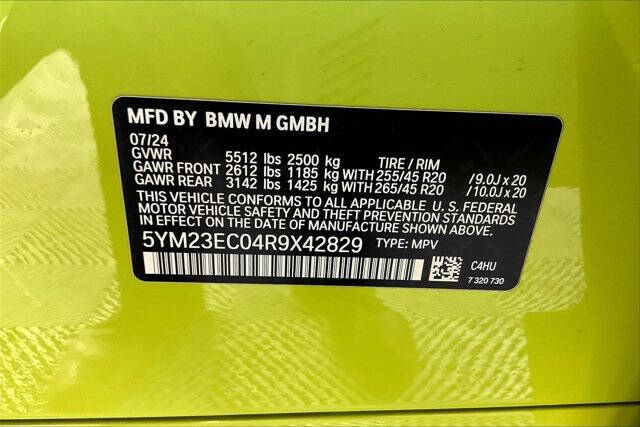 MFD BY BMW M GMBH
07/24
GVWR 5512 lbs 2500 kg TIRE / RIM
GAWR FRONT 2612 lbs 1185 kg WITH 255/45 R20 /9.0J x 20
GAWR REAR 3142 lbs 1425 kg WITH 265/45 R20 /10.0J x 20
THIS VEHICLE CONFORMS TO ALL APPLICABLE U. S. FEDERAL
MOTOR VEHICLE SAFETY AND THEFT PREVENTION STANDARDS
IN EFFECT ON THE DATE OF MANUFACTURE SHOWN ABOVE.
5YM23EC04R9X42829 TYPE: MPV
C4HU
7 320 730